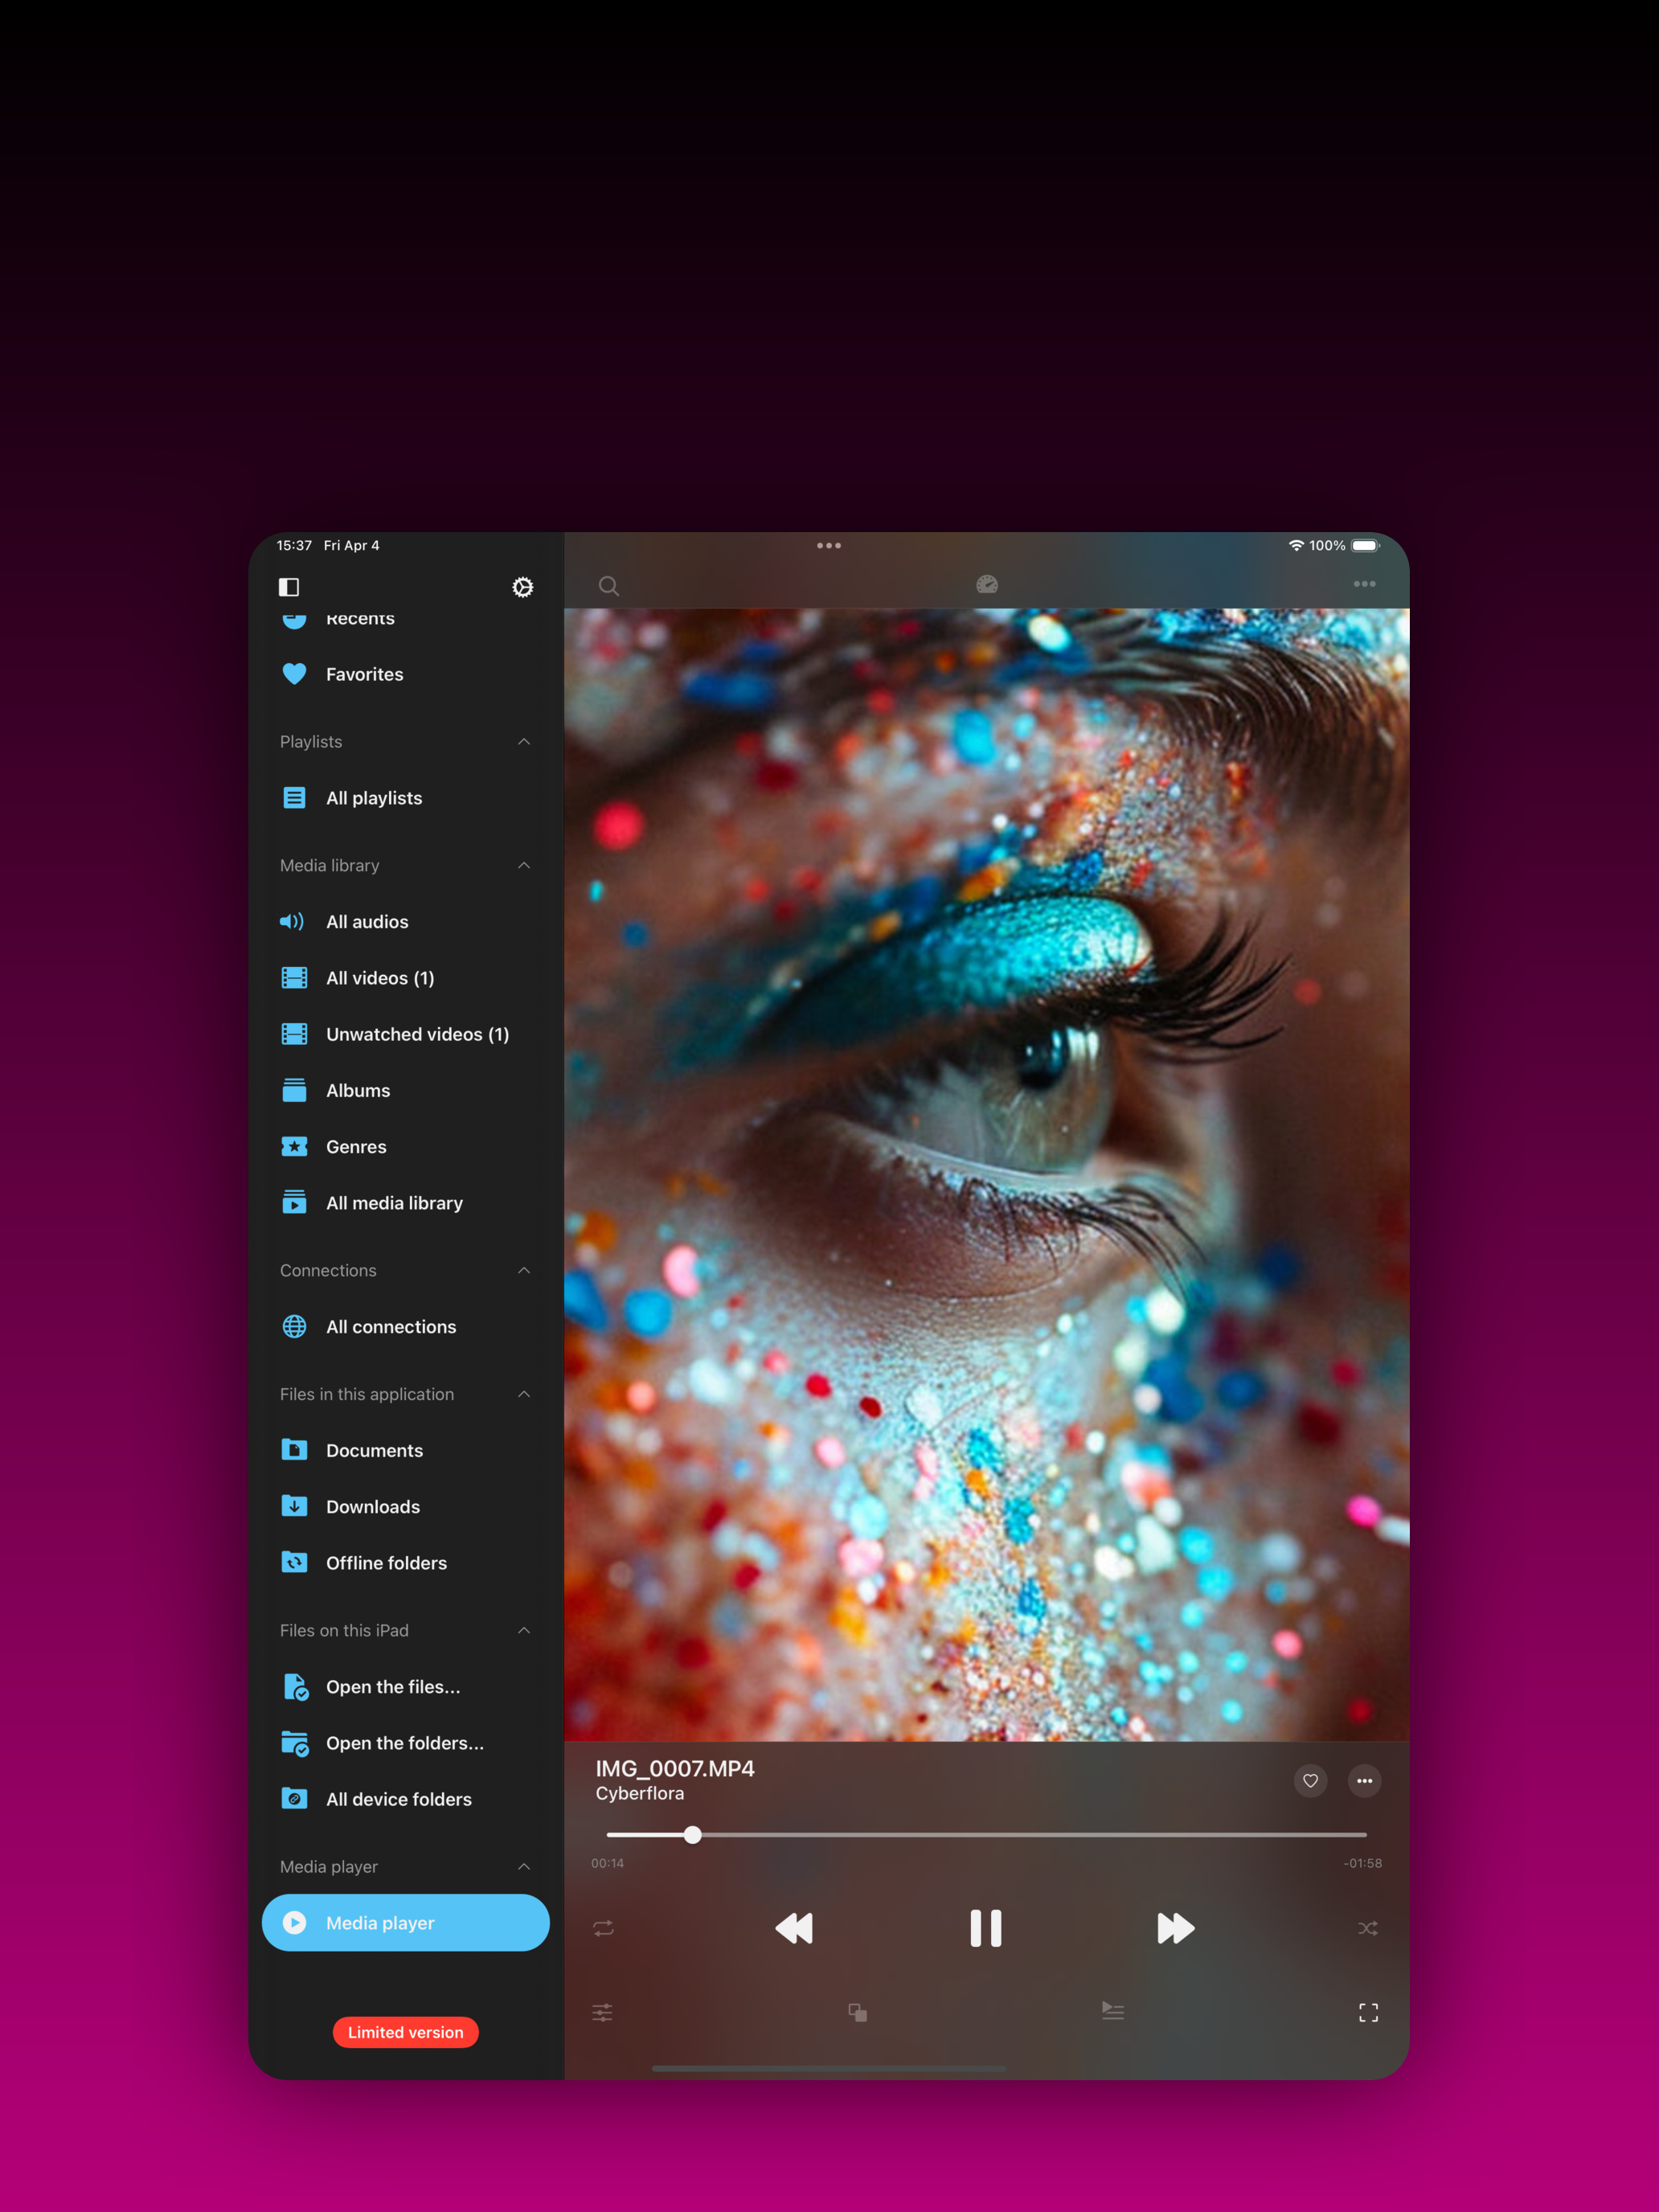 15:37 Fri Apr 4
100%
Recents
Favorites
Playlists
All playlists
Media library
All audios
All videos (1)
Unwatched videos (1)
Albums
Genres
All media library
Connections
All connections
Files in this application
Documents
Downloads
Offline folders
Files on this iPad
Open the files...
Open the folders...
All device folders
Media player
Media player
Limited version
IMG_0007.MP4
Cyberflora
00:14
-01:58